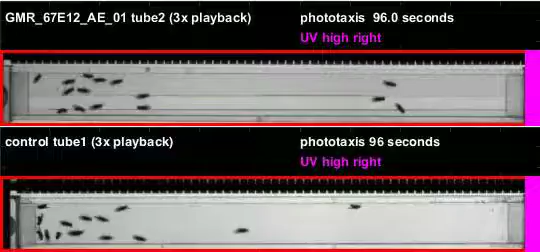 GMR_67E12_AE_01 tube2 (3x playback) phototaxis 96.0 seconds
UV high right
control tube1 (3x playback) phototaxis 96 seconds
UV high right